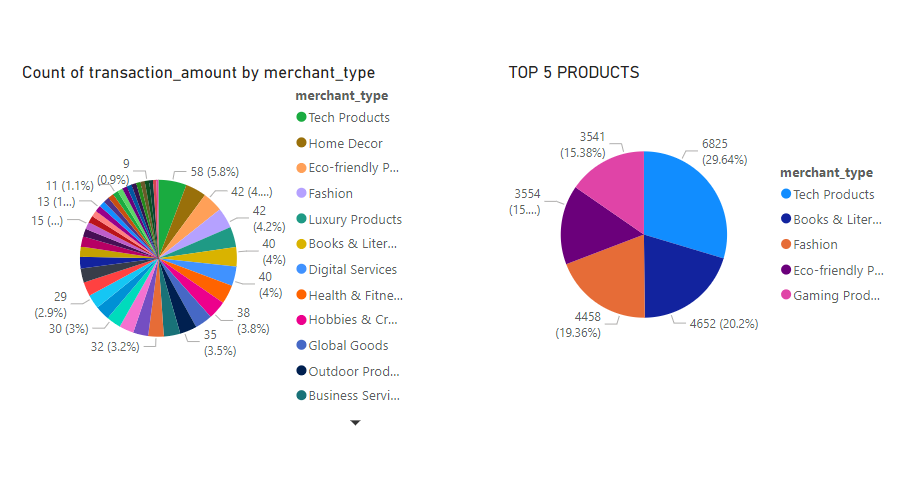 Count of transaction_amount by merchant_type
merchant_type
Tech Products
Home Decor
Eco-friendly P...
Fashion
Luxury Products
Books & Liter...
Digital Services
Health & Fitne...
Hobbies & Cr...
Global Goods
Outdoor Prod...
Business Servi...
58 (5.8%)
42 (4....)
42
(4.2%)
40
(4%)
40
(4%)
38
(3.8%)
35
(3.5%)
32 (3.2%)
30 (3%)
29
(2.9%)
15 (...)
13 (1...)
11 (1.1%)
9
(0.9%)
TOP 5 PRODUCTS
6825
(29.64%)
4652 (20.2%)
4458
(19.36%)
3554
(15....)
3541
(15.38%)
merchant_type
Tech Products
Books & Liter...
Fashion
Eco-friendly P...
Gaming Prod...